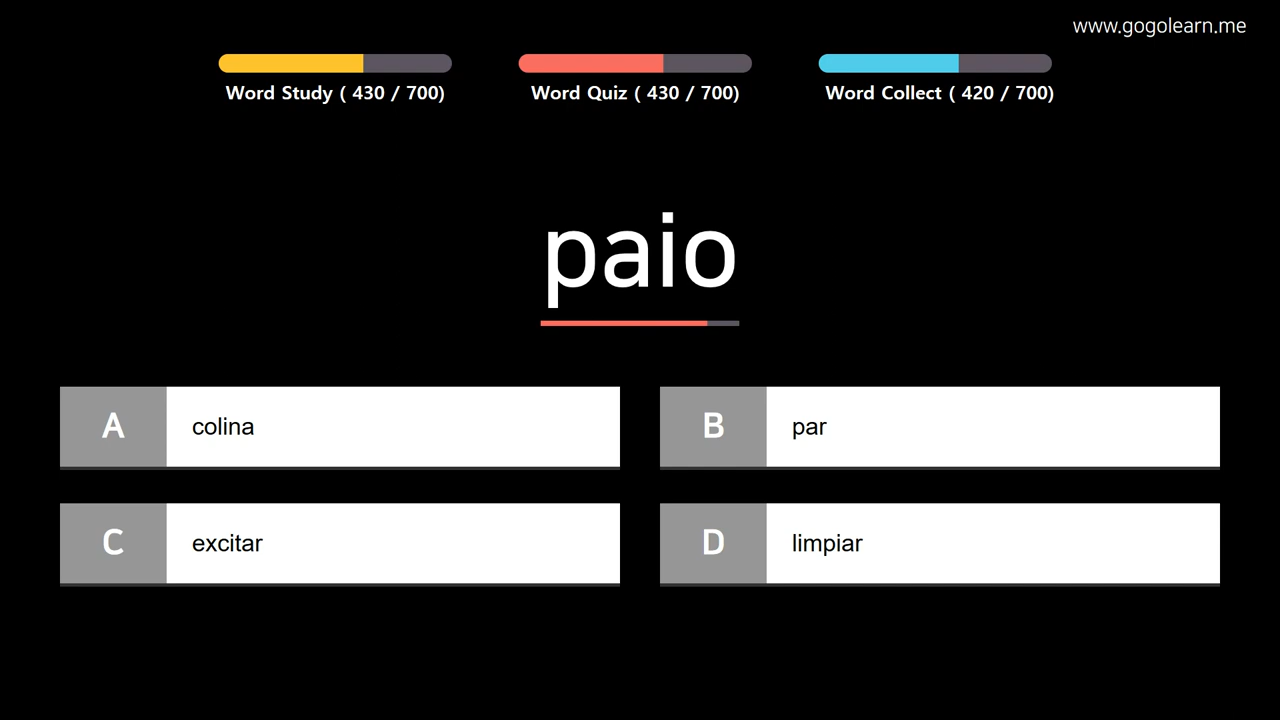 www.gogolearn.me
Word Study ( 430 / 700)
Word Quiz ( 430 / 700)
Word Collect ( 420 / 700)
paio
A colina
B par
C excitar
D limpiar